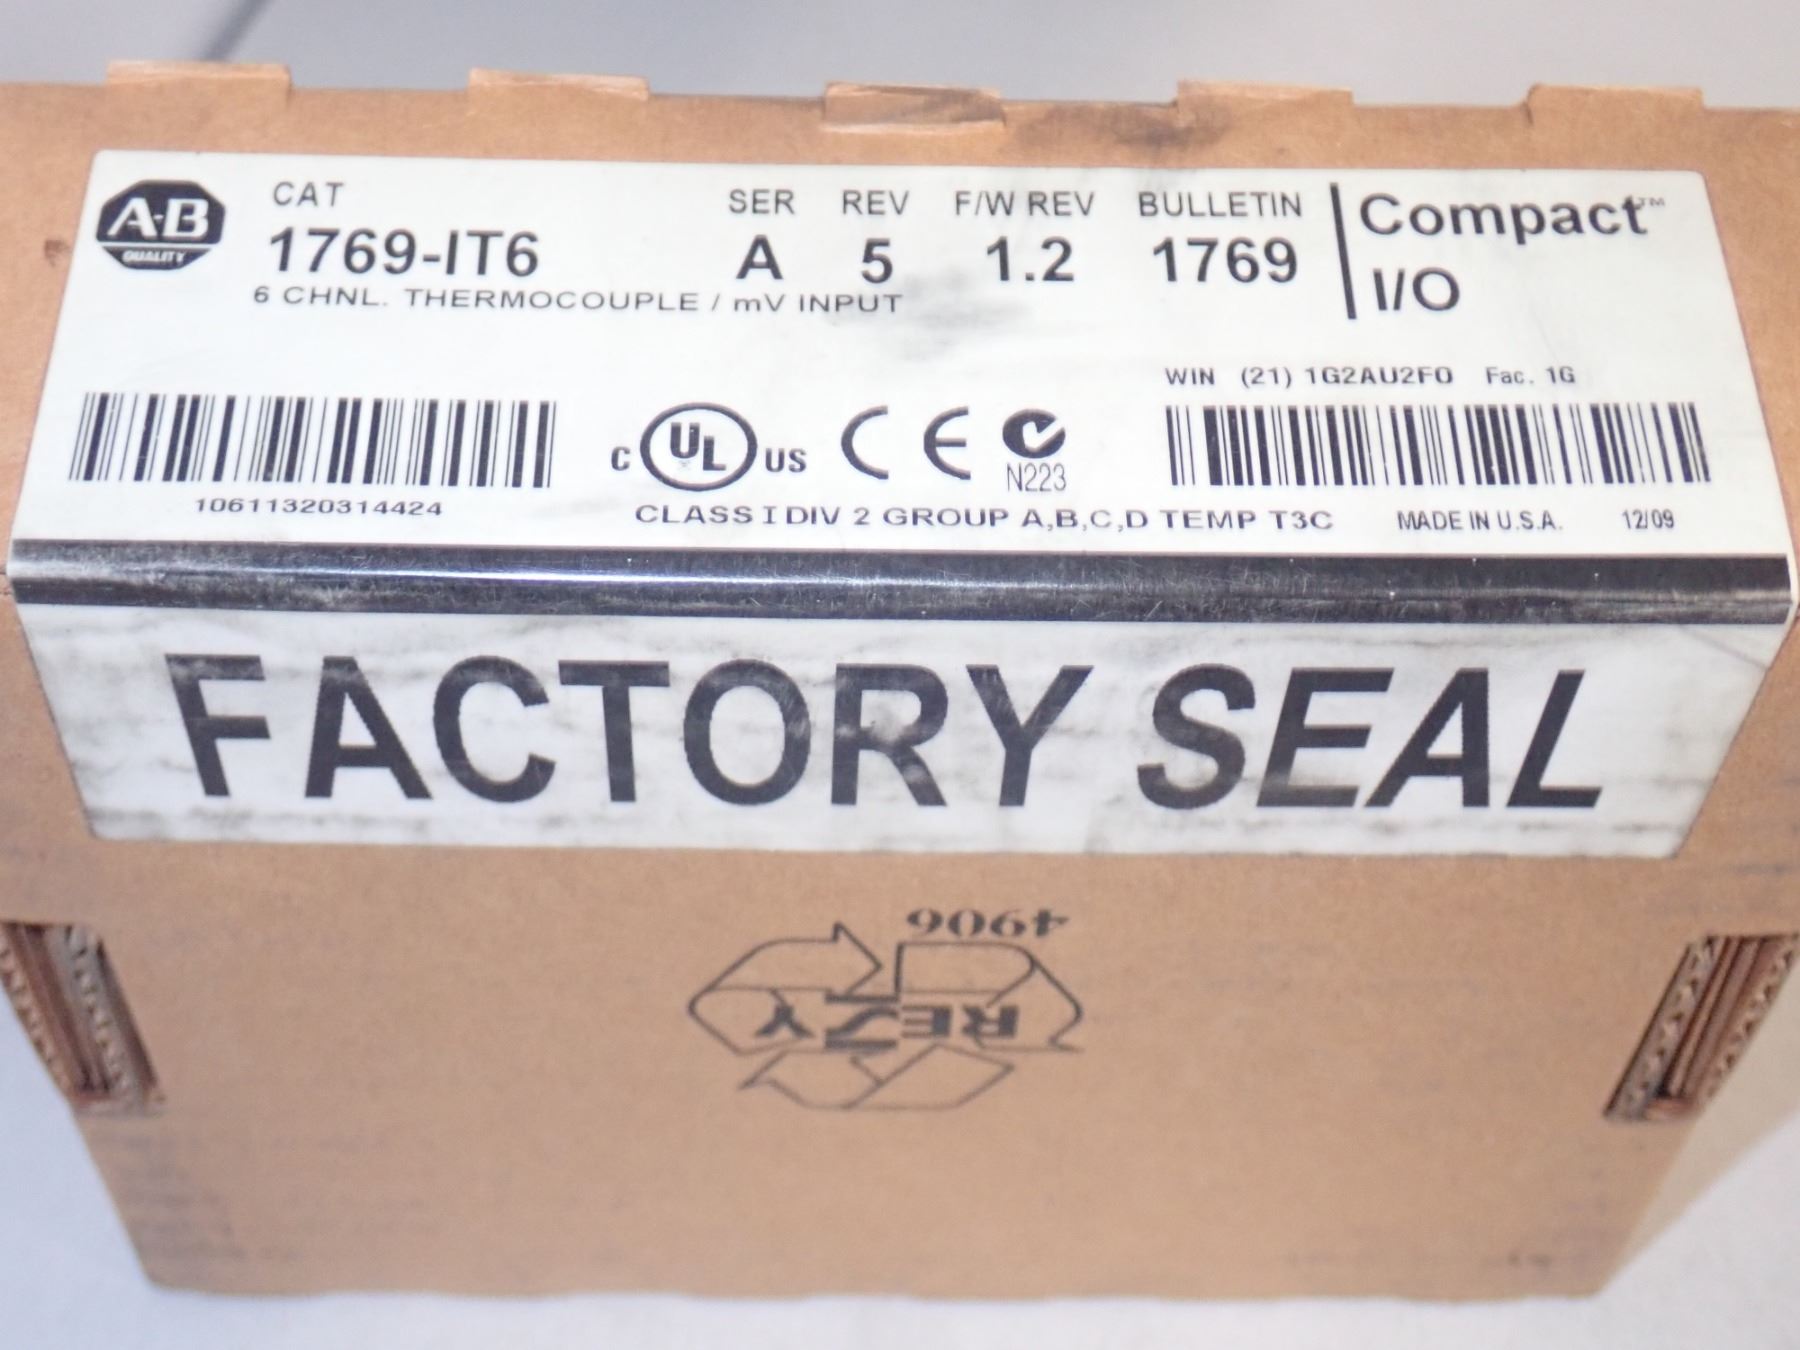 A-B QUALITY
CAT SER REV F/W REV BULLETIN
1769-IT6 A 5 1.2 1769
6 CHNL. THERMOCOUPLE / mV INPUT
Compact™
I/O
WIN (21) 1G2AU2FO Fac. 1G
10611320314424
C UL US CE N223
CLASS I DIV 2 GROUP A,B,C,D TEMP T3C MADE IN U.S.A. 12/09
FACTORY SEAL
4906
RESY